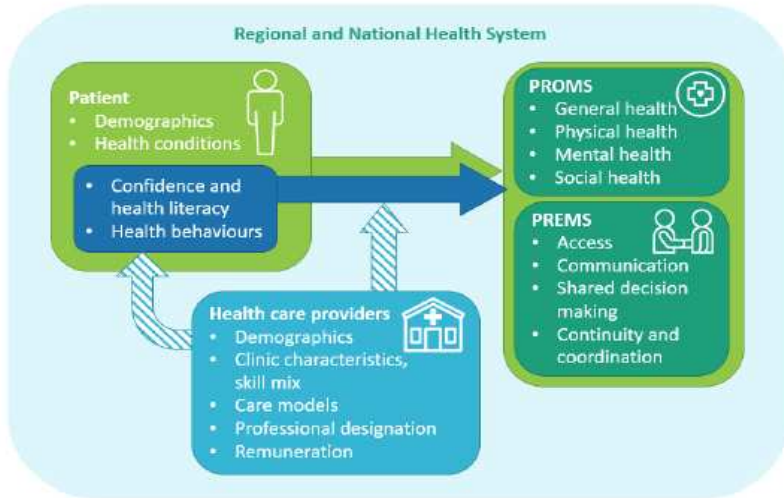 Regional and National Health System
Patient
• Demographics
• Health conditions
• Confidence and
health literacy
• Health behaviours
Health care providers
• Demographics
• Clinic characteristics,
skill mix
• Care models
• Professional designation
• Remuneration
PROMS
• General health
• Physical health
• Mental health
• Social health
PREMS
• Access
• Communication
• Shared decision
making
• Continuity and
coordination